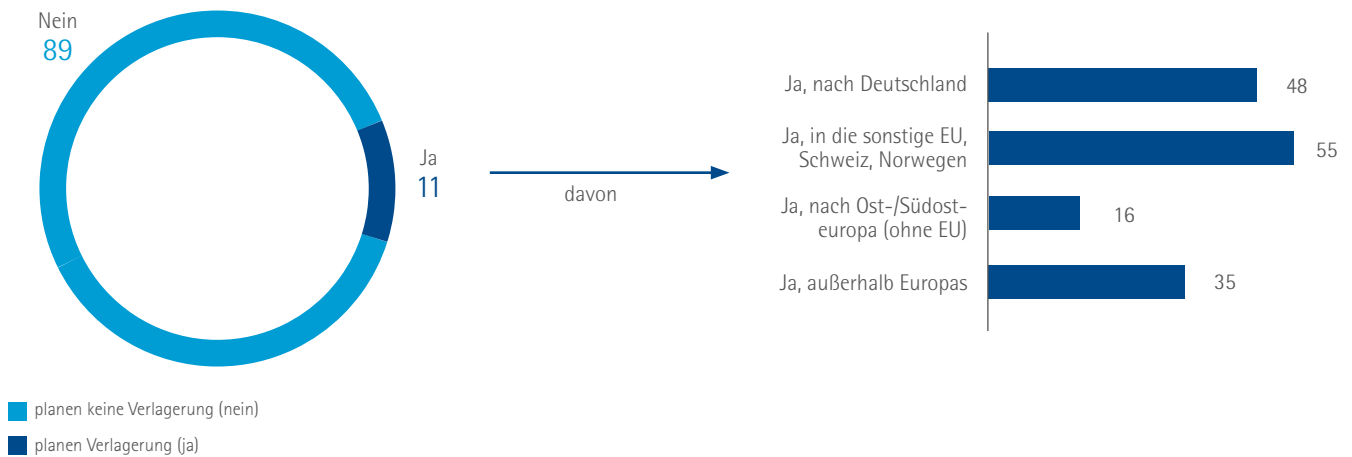 Nein
89
Ja
11
davon
Ja, nach Deutschland
48
Ja, in die sonstige EU,
Schweiz, Norwegen
55
Ja, nach Ost-/Südost-
europa (ohne EU)
16
Ja, außerhalb Europas
35
planen keine Verlagerung (nein)
planen Verlagerung (ja)